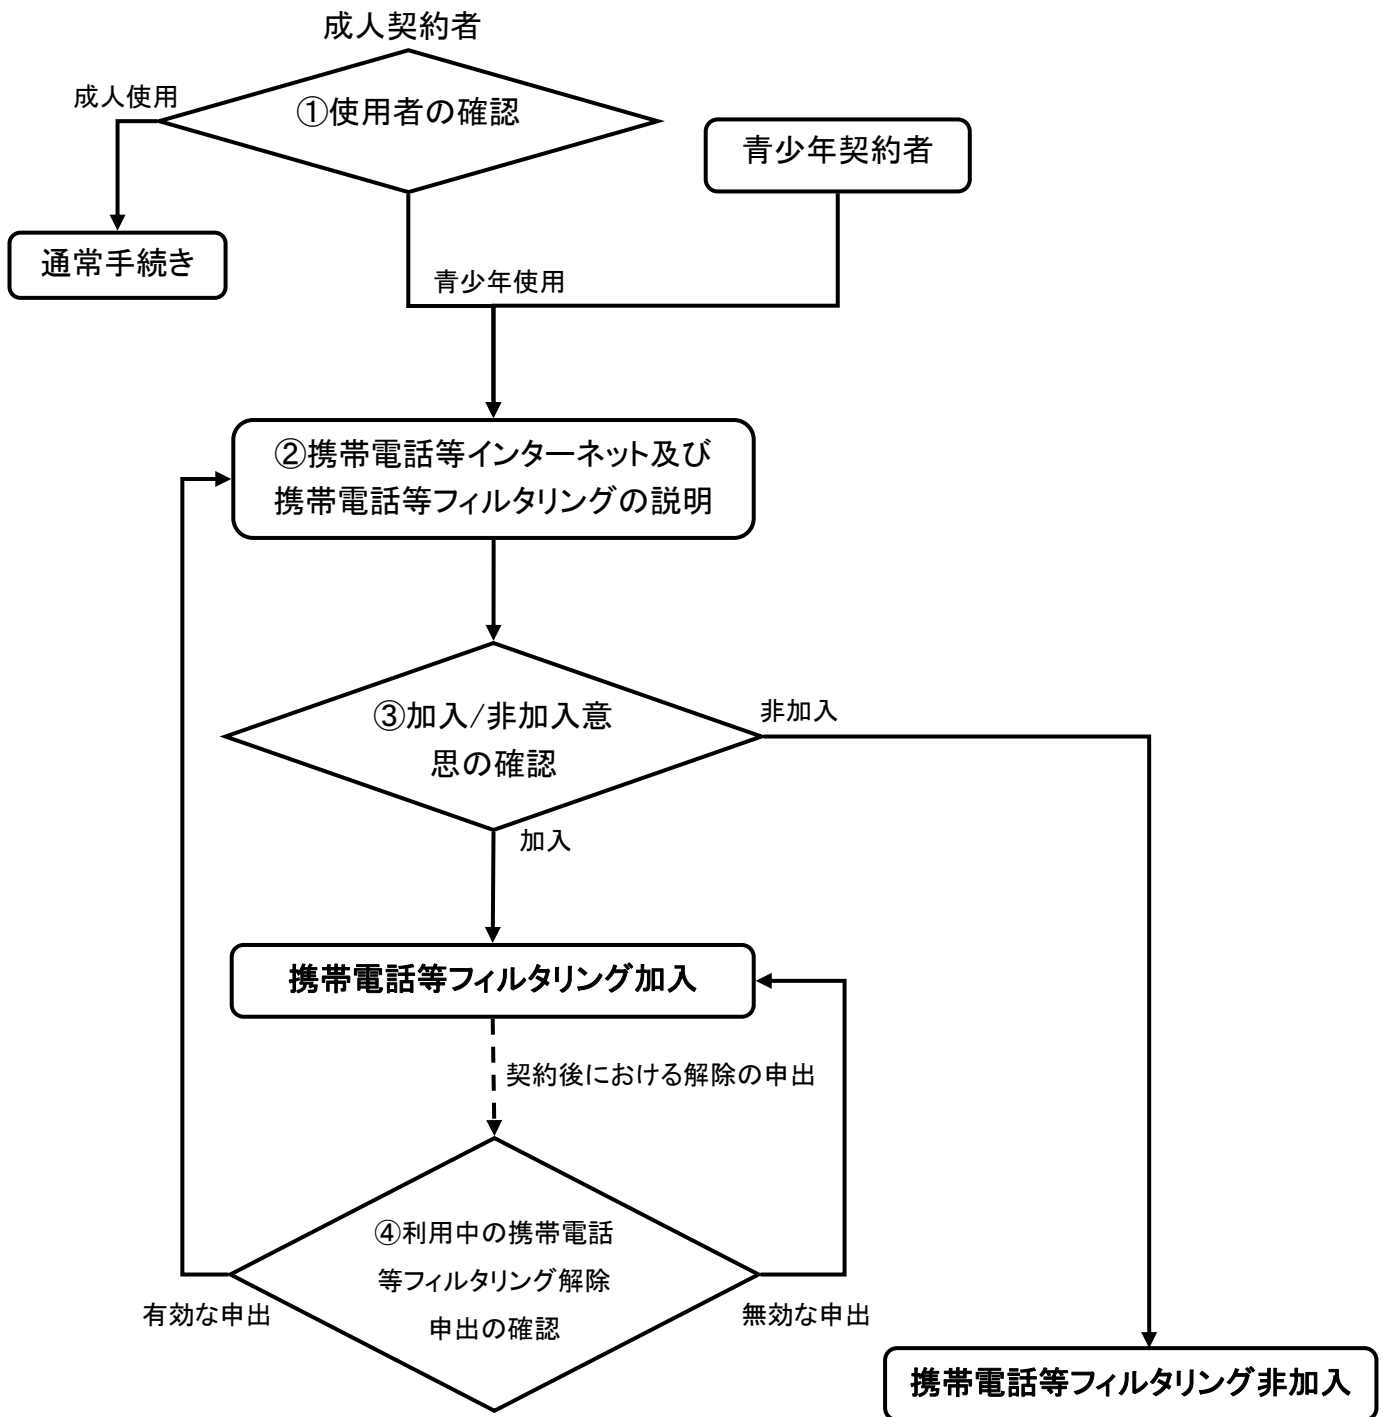 成人契約者
成人使用
①使用者の確認
青少年契約者
通常手続き
青少年使用
②携帯電話等インターネット及び
携帯電話等フィルタリングの説明
③加入/非加入意
思の確認
非加入
加入
携帯電話等フィルタリング加入
契約後における解除の申出
④利用中の携帯電話
等フィルタリング解除
申出の確認
有効な申出
無効な申出
携帯電話等フィルタリング非加入